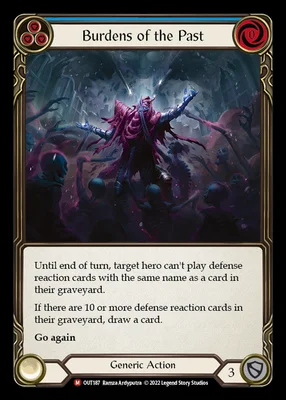 Burdens of the Past
Until end of turn, target hero can't play defense
reaction cards with the same name as a card in
their graveyard.
If there are 10 or more defense reaction cards in
their graveyard, draw a card.
Go again
Generic Action
3
M OUT187 Ramza Ardyputra © 2022 Legend Story Studios